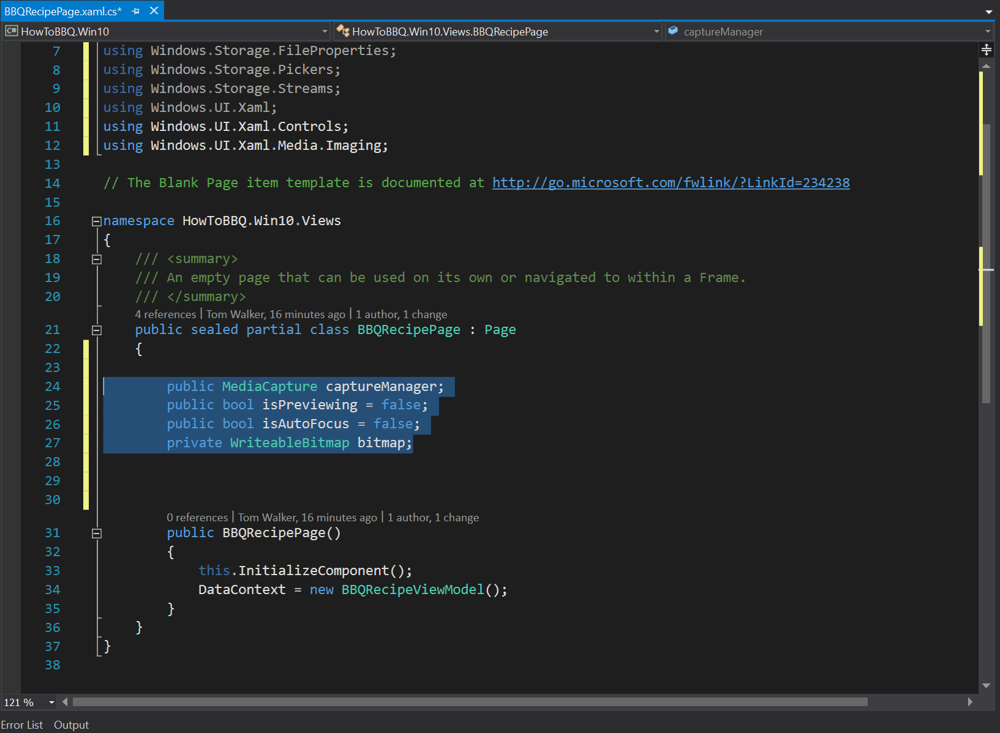 BBQRecipePage.xaml.cs*
C# HowToBBQ.Win10 HowToBBQ.Win10.Views.BBQRecipePage captureManager
7 using Windows.Storage.FileProperties;
8 using Windows.Storage.Pickers;
9 using Windows.Storage.Streams;
10 using Windows.UI.Xaml;
11 using Windows.UI.Xaml.Controls;
12 using Windows.UI.Xaml.Media.Imaging;
13
14 // The Blank Page item template is documented at http://go.microsoft.com/fwlink/?LinkId=234238
15
16 namespace HowToBBQ.Win10.Views
17 {
18 /// <summary>
19 /// An empty page that can be used on its own or navigated to within a Frame.
20 /// </summary>
4 references | Tom Walker, 16 minutes ago | 1 author, 1 change
21 public sealed partial class BBQRecipePage : Page
22 {
23
24 public MediaCapture captureManager;
25 public bool isPreviewing = false;
26 public bool isAutoFocus = false;
27 private WriteableBitmap bitmap;
28
29
30
0 references | Tom Walker, 16 minutes ago | 1 author, 1 change
31 public BBQRecipePage()
32 {
33 this.InitializeComponent();
34 DataContext = new BBQRecipeViewModel();
35 }
36 }
37 }
38
121 %
Error List Output